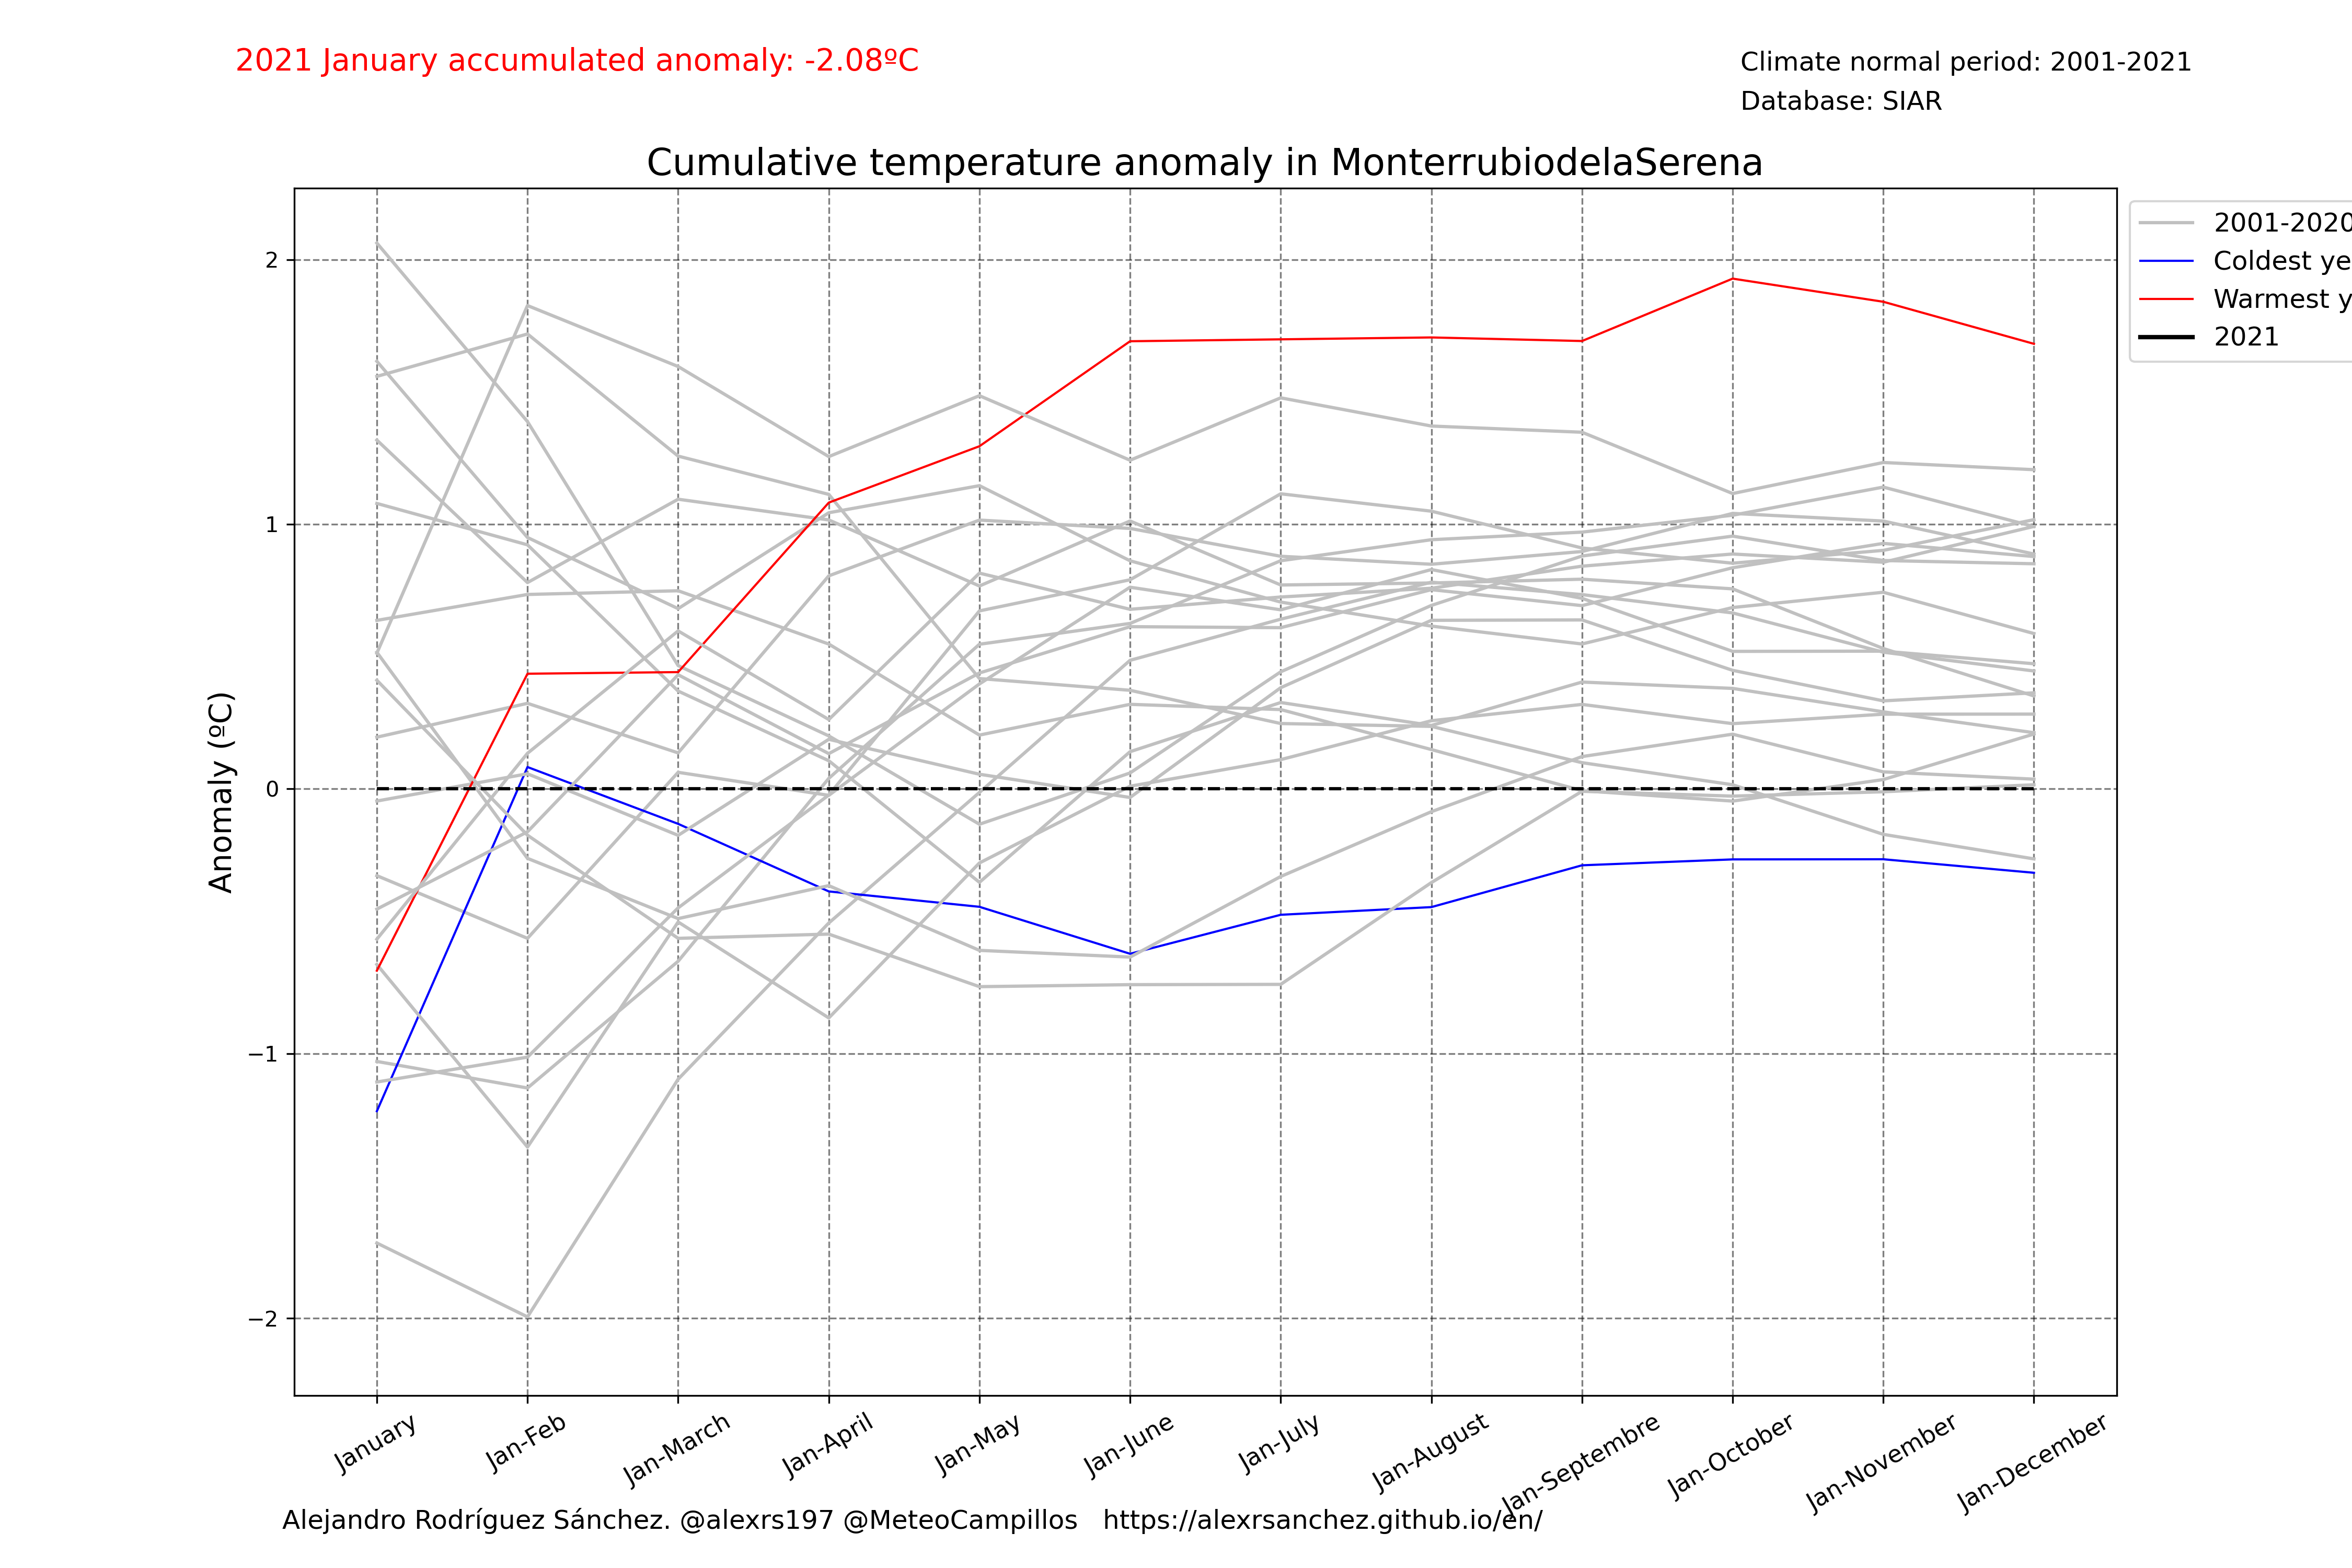 2021 January accumulated anomaly: -2.08ºC
Climate normal period: 2001-2021
Database: SIAR
Cumulative temperature anomaly in MonterrubiodelaSerena
2001-2020
Coldest ye
Warmest y
2021
Anomaly (ºC)
2
1
0
−1
−2
January
Jan-Feb
Jan-March
Jan-April
Jan-May
Jan-June
Jan-July
Jan-August
Jan-Septembre
Jan-October
Jan-November
Jan-December
Alejandro Rodríguez Sánchez. @alexrs197 @MeteoCampillos   https://alexrsanchez.github.io/en/